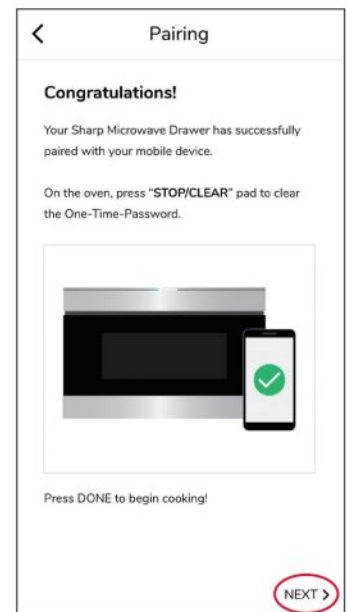 Pairing
Congratulations!
Your Sharp Microwave Drawer has successfully
paired with your mobile device.
On the oven, press "STOP/CLEAR" pad to clear
the One-Time-Password.
Press DONE to begin cooking!
NEXT